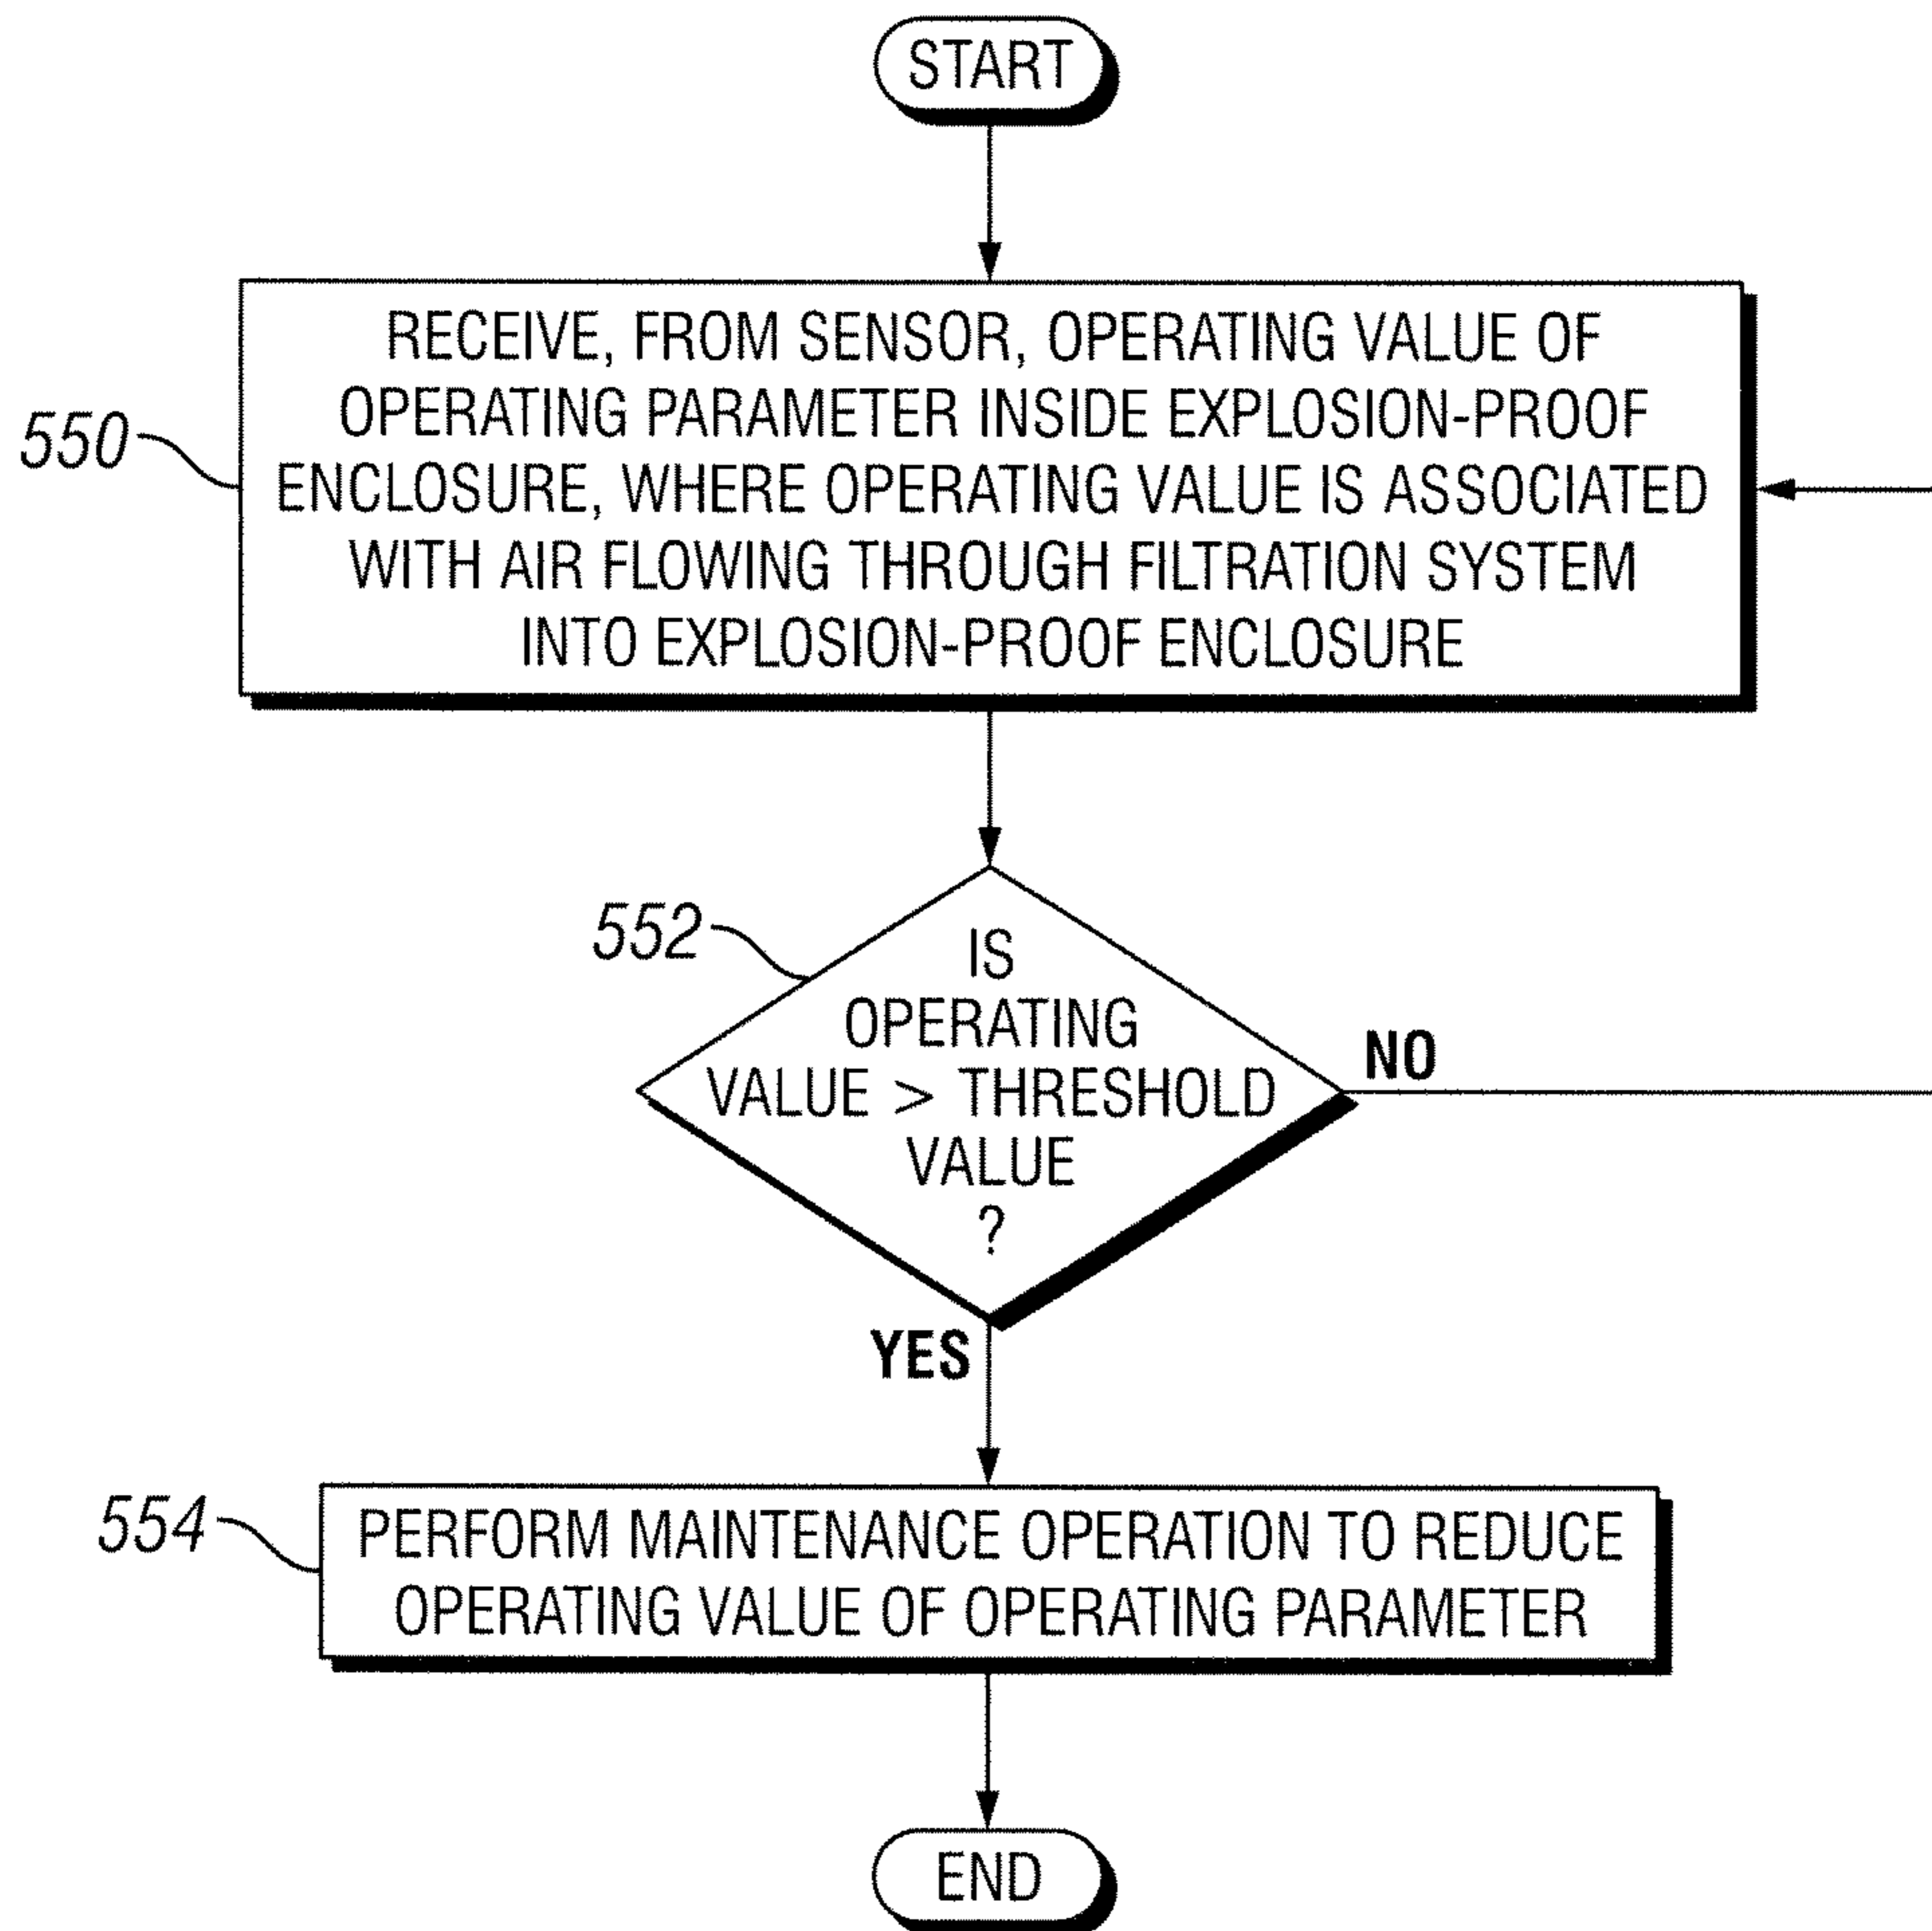 START
RECEIVE, FROM SENSOR, OPERATING VALUE OF
OPERATING PARAMETER INSIDE EXPLOSION-PROOF
ENCLOSURE, WHERE OPERATING VALUE IS ASSOCIATED
WITH AIR FLOWING THROUGH FILTRATION SYSTEM
INTO EXPLOSION-PROOF ENCLOSURE
550
552
IS
OPERATING
VALUE > THRESHOLD
VALUE
?
NO
YES
554
PERFORM MAINTENANCE OPERATION TO REDUCE
OPERATING VALUE OF OPERATING PARAMETER
END